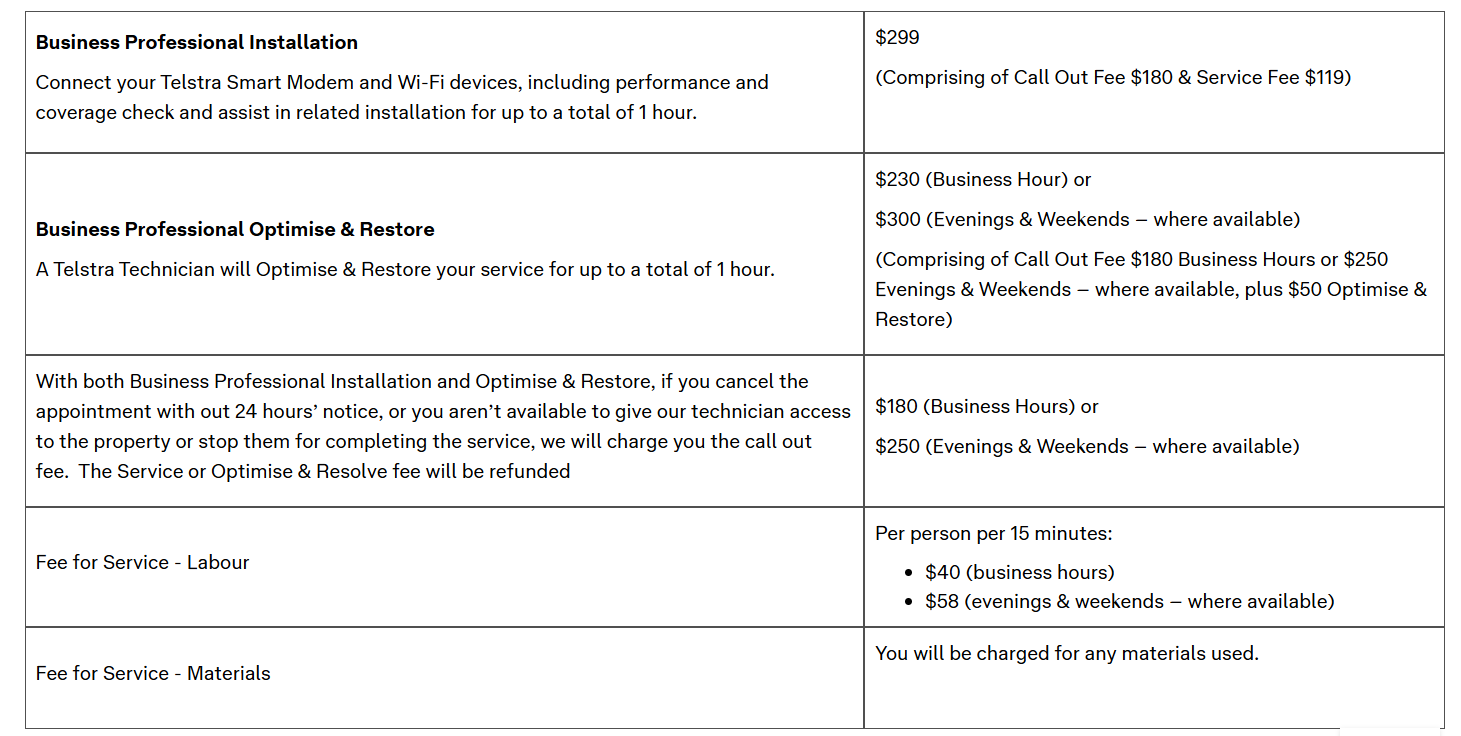 Business Professional Installation
Connect your Telstra Smart Modem and Wi-Fi devices, including performance and
coverage check and assist in related installation for up to a total of 1 hour.
$299
(Comprising of Call Out Fee $180 & Service Fee $119)
Business Professional Optimise & Restore
A Telstra Technician will Optimise & Restore your service for up to a total of 1 hour.
$230 (Business Hour) or
$300 (Evenings & Weekends – where available)
(Comprising of Call Out Fee $180 Business Hours or $250
Evenings & Weekends – where available, plus $50 Optimise &
Restore)
With both Business Professional Installation and Optimise & Restore, if you cancel the
appointment with out 24 hours’ notice, or you aren’t available to give our technician access
to the property or stop them for completing the service, we will charge you the call out
fee.  The Service or Optimise & Resolve fee will be refunded
$180 (Business Hours) or
$250 (Evenings & Weekends – where available)
Fee for Service - Labour
Per person per 15 minutes:
• $40 (business hours)
• $58 (evenings & weekends – where available)
Fee for Service - Materials
You will be charged for any materials used.